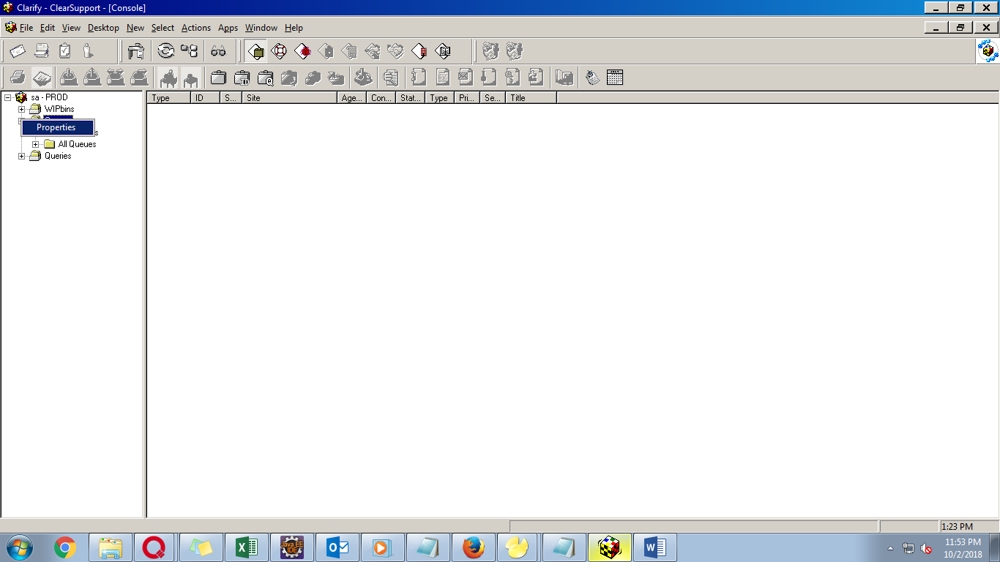 Clarify - ClearSupport - [Console]
File Edit View Desktop New Select Actions Apps Window Help
sa - PROD
Type ID S... Site Age... Con... Stat... Type Pri... Se... Title
WIPbins
Properties
s
All Queues
Queries
1:23 PM
Java EE
IDE
11:53 PM
10/2/2018